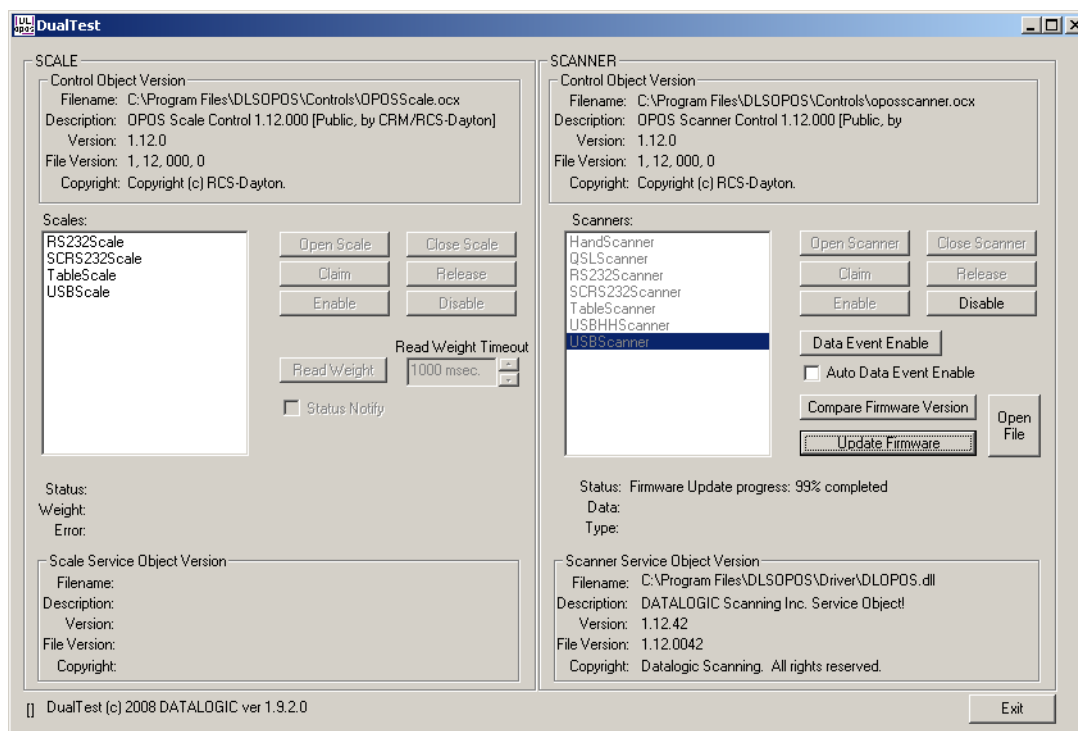 UL opos DualTest
SCALE
Control Object Version
Filename: C:\Program Files\DLSOPOS\Controls\OPOSScale.ocx
Description: OPOS Scale Control 1.12.000 [Public, by CRM/RCS-Dayton]
Version: 1.12.0
File Version: 1, 12, 000, 0
Copyright: Copyright (c) RCS-Dayton.
Scales:
RS232Scale
SCRS232Scale
TableScale
USBScale
Open Scale Close Scale
Claim Release
Enable Disable
Read Weight Timeout
Read Weight 1000 msec.
Status Notify
Status:
Weight:
Error:
Scale Service Object Version
Filename:
Description:
Version:
File Version:
Copyright:
SCANNER
Control Object Version
Filename: C:\Program Files\DLSOPOS\Controls\oposscanner.ocx
Description: OPOS Scanner Control 1.12.000 [Public, by
Version: 1.12.0
File Version: 1, 12, 000, 0
Copyright: Copyright (c) RCS-Dayton.
Scanners:
HandScanner
QSLScanner
RS232Scanner
SCRS232Scanner
TableScanner
USBHHScanner
USBScanner
Open Scanner Close Scanner
Claim Release
Enable Disable
Data Event Enable
Auto Data Event Enable
Compare Firmware Version
Update Firmware
Open
File
Status: Firmware Update progress: 99% completed
Data:
Type:
Scanner Service Object Version
Filename: C:\Program Files\DLSOPOS\Driver\DLOPOS.dll
Description: DATALOGIC Scanning Inc. Service Object!
Version: 1.12.42
File Version: 1.12.0042
Copyright: Datalogic Scanning. All rights reserved.
[] DualTest (c) 2008 DATALOGIC ver 1.9.2.0
Exit